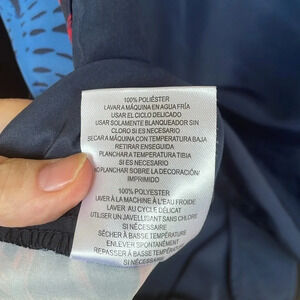 100% POLIÉSTER
LAVAR A MÁQUINA EN AGUA FRÍA
USAR EL CICLO DELICADO
USAR SOLAMENTE BLANQUEADOR SIN
CLORO SI ES NECESARIO
SECAR A MÁQUINA CON TEMPERATURA BAJA
RETIRAR ENSEGUIDA
PLANCHAR A TEMPERATURA TIBIA
SI ES NECESARIO
NO PLANCHAR SOBRE LA DECORACIÓN/
IMPRIMIDO
100% POLYESTER
LAVER À LA MACHINE À L'EAU FROIDE
LAVER AU CYCLE DÉLICAT
UTILISER UN JAVELLISANT SANS CHLORE
SI NÉCESSAIRE
SÉCHER À BASSE TEMPÉRATURE
ENLEVER SPONTANÉMENT
REPASSER À BASSE TEMPÉRATURE
SI NÉCESSAIRE